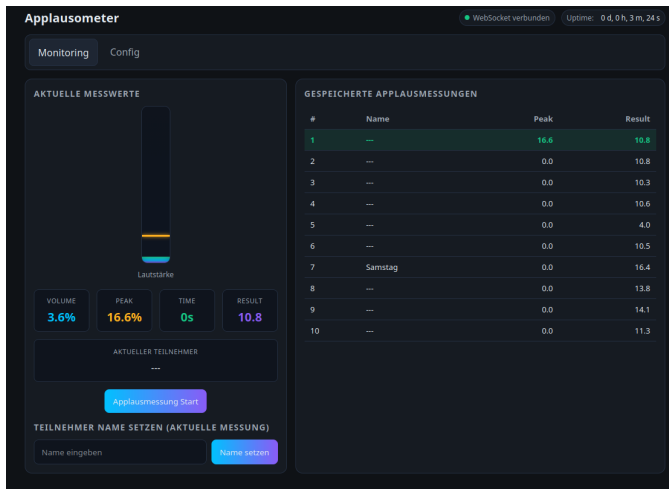 Applausometer
WebSocket verbunden
Uptime: 0 d, 0 h, 3 m, 24 s
Monitoring
Config
AKTUELLE MESSWERTE
Lautstärke
VOLUME
3.6%
PEAK
16.6%
TIME
0s
RESULT
10.8
AKTUELLER TEILNEHMER
---
Applausmessung Start
TEILNEHMER NAME SETZEN (AKTUELLE MESSUNG)
Name eingeben
Name setzen
GESPEICHERTE APPLAUSMESSUNGEN
# Name Peak Result
1 --- 16.6 10.8
2 --- 0.0 10.8
3 --- 0.0 10.3
4 --- 0.0 10.6
5 --- 0.0 4.0
6 --- 0.0 10.5
7 Samstag 0.0 16.4
8 --- 0.0 13.8
9 --- 0.0 14.1
10 --- 0.0 11.3